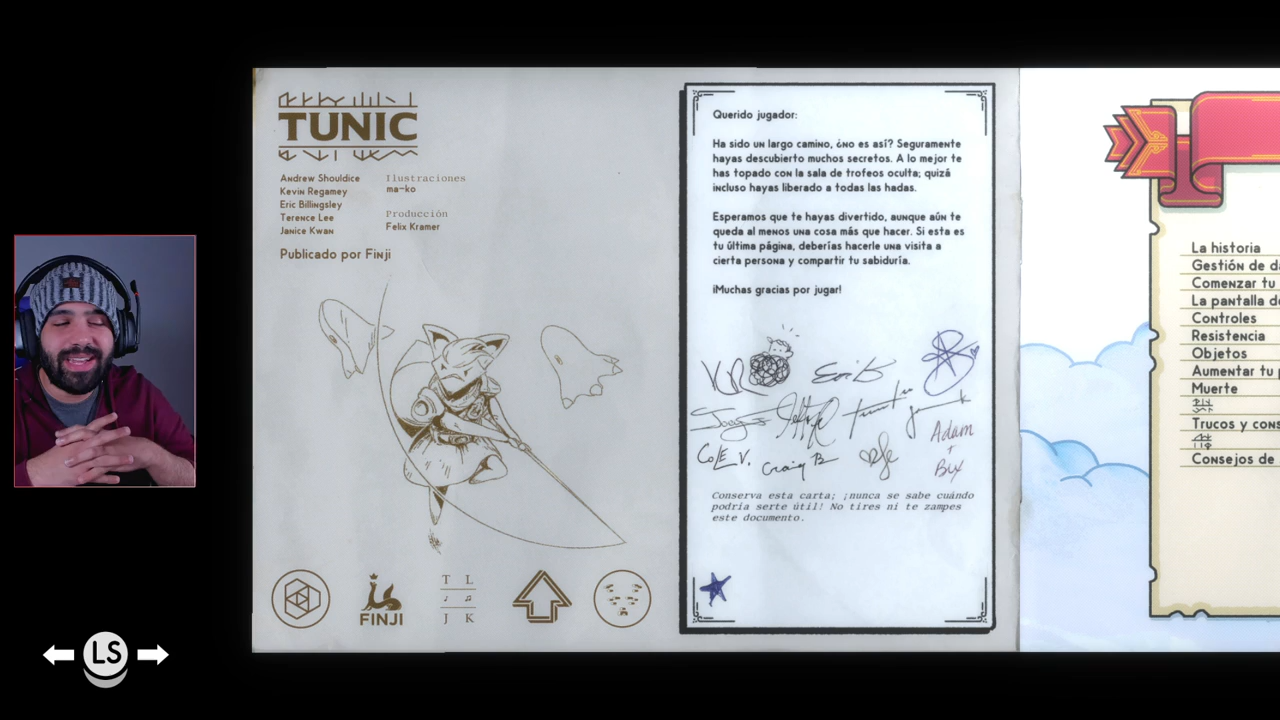 TUNIC
Andrew Shouldice
Kevin Regamey
Eric Billingsley
Terence Lee
Janice Kwan
Ilustraciones
ma-ko
Producción
Felix Kramer
Publicado por Finji
FINJI
T L
J K
Querido jugador:
Ha sido un largo camino, ¿no es así? Seguramente
hayas descubierto muchos secretos. A lo mejor te
has topado con la sala de trofeos oculta; quizá
incluso hayas liberado a todas las hadas.
Esperamos que te hayas divertido, aunque aún te
queda al menos una cosa más que hacer. Si esta es
tu última página, deberías hacerle una visita a
cierta persona y compartir tu sabiduría.
¡Muchas gracias por jugar!
Eric B
Cole V.
Craig B
Adam
+
Bux
Conserva esta carta; ¡nunca se sabe cuándo
podría serte útil! No tires ni te zampes
este documento.
La historia
Gestión de d
Comenzar tu
La pantalla d
Controles
Resistencia
Objetos
Aumentar tu
Muerte
Trucos y cons
Consejos de
LS